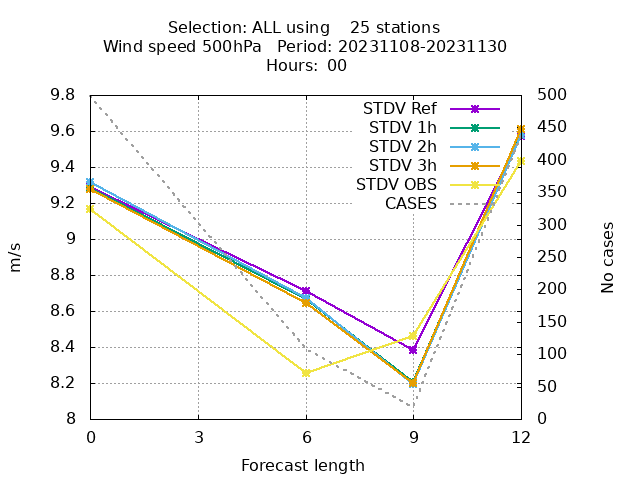 Selection: ALL using    25 stations
Wind speed 500hPa   Period: 20231108-20231130
Hours: 00
9.8
9.6
9.4
9.2
9
8.8
8.6
8.4
8.2
8
m/s
STDV Ref
STDV 1h
STDV 2h
STDV 3h
STDV OBS
CASES
500
450
400
350
300
250
200
150
100
50
0
No cases
0 3 6 9 12
Forecast length